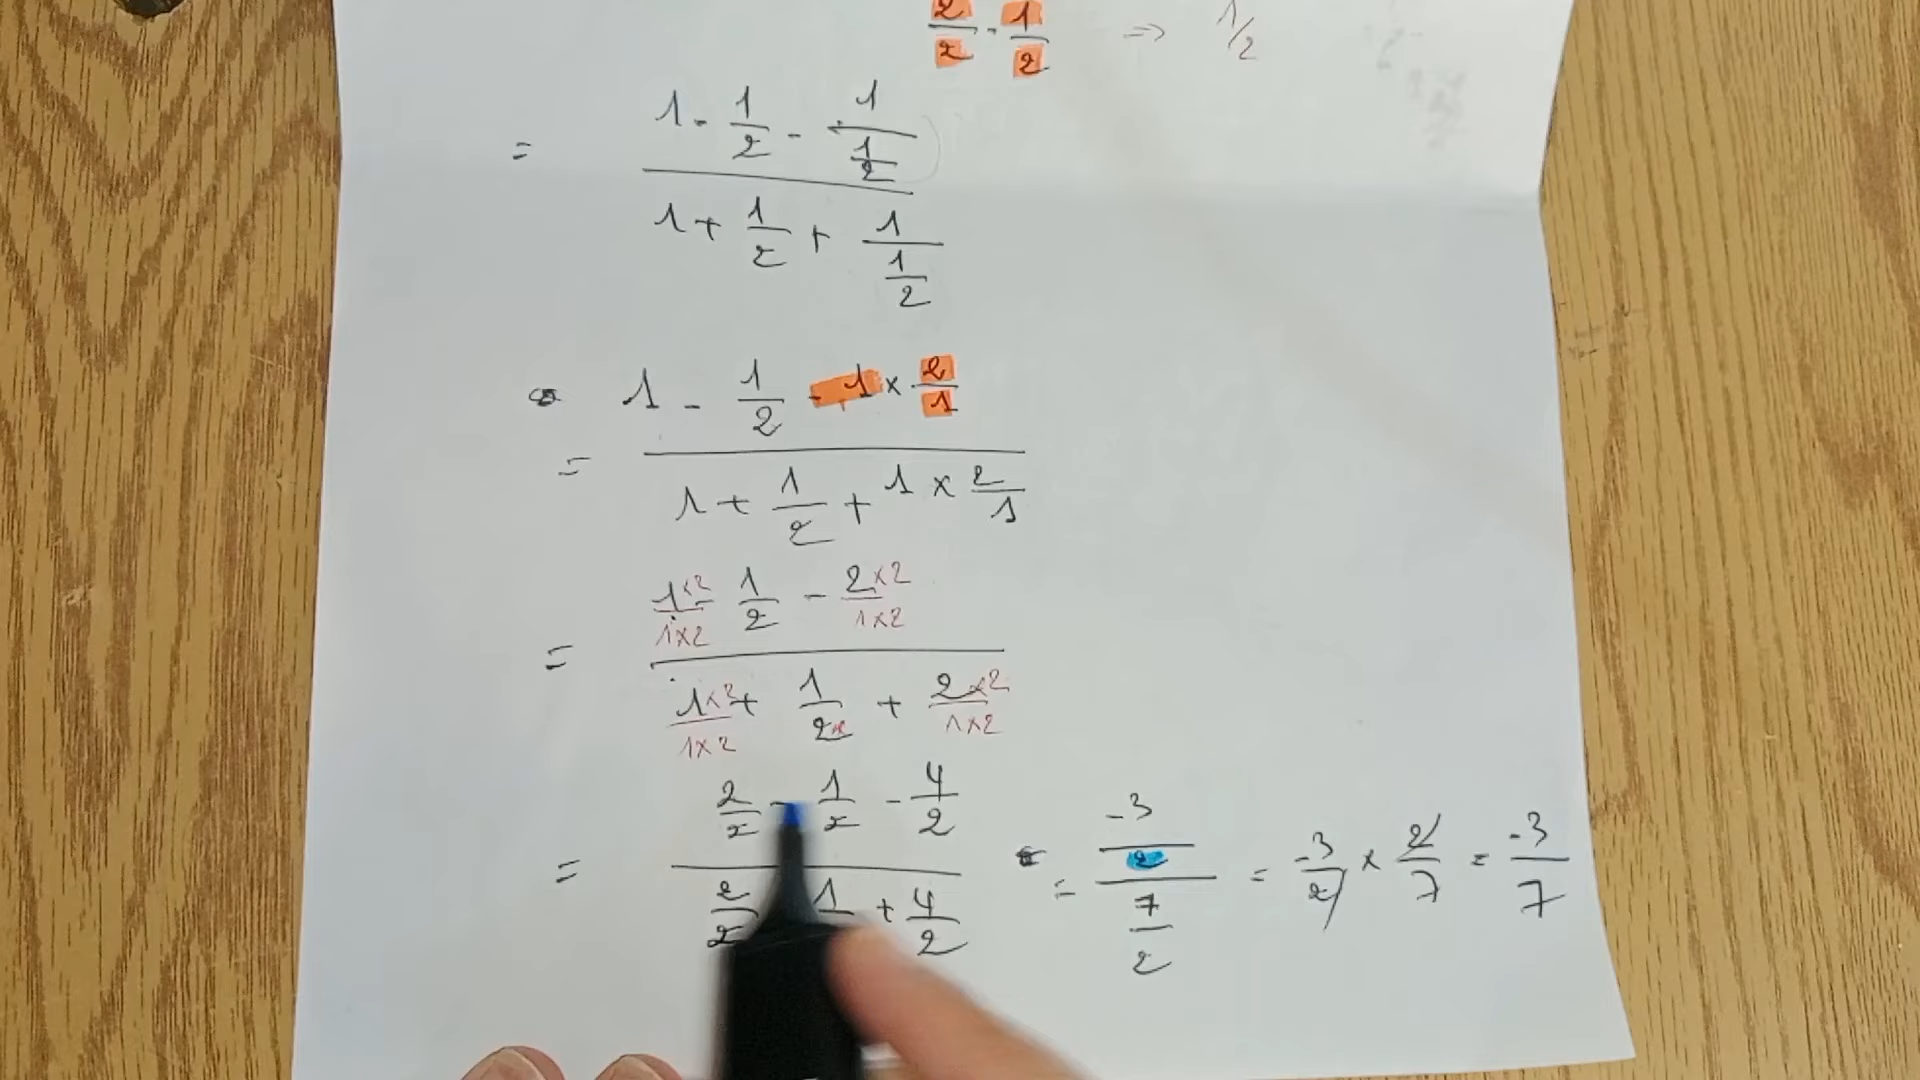 2/2 - 1/2 => 1/2
= (1 - 1/2 - 1/(1/2)) / (1 + 1/2 + 1/(1/2))
1 - 1/2 - 1 × 2/1
=
1 + 1/2 + 1 × 2/1
(1×2)/(1×2) - 1/2 - (2×2)/(1×2)
=
(1×2)/(1×2) + 1/2 + (2×2)/(1×2)
2/2 - 1/2 - 4/2
= = (-3/2)/(7/2) = -3/2 × 2/7 = -3/7
2/2 1 + 4/2